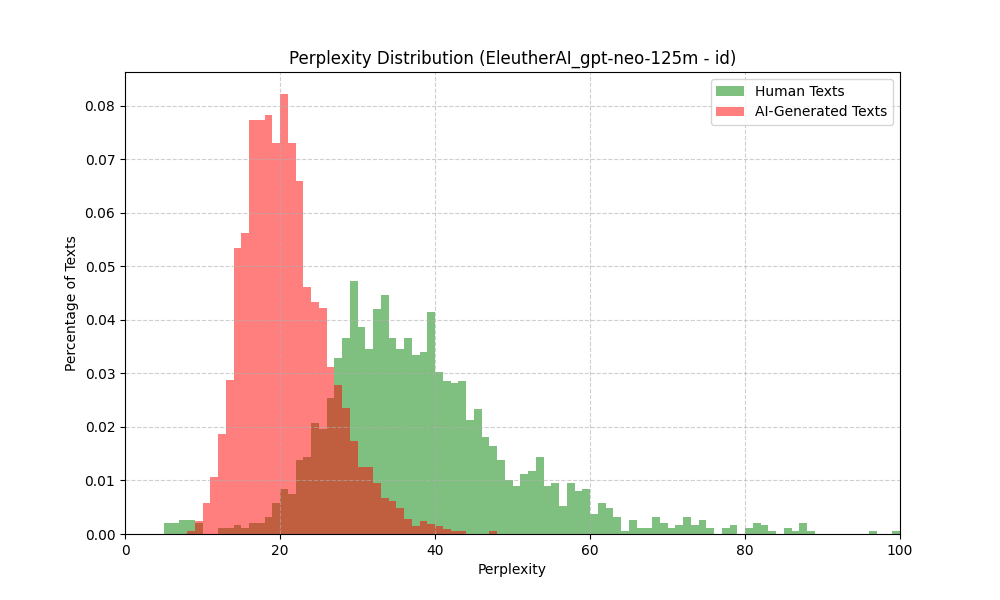 Perplexity Distribution (EleutherAI_gpt-neo-125m - id)
Human Texts
AI-Generated Texts
Percentage of Texts
0.08
0.07
0.06
0.05
0.04
0.03
0.02
0.01
0.00
0 20 40 60 80 100
Perplexity